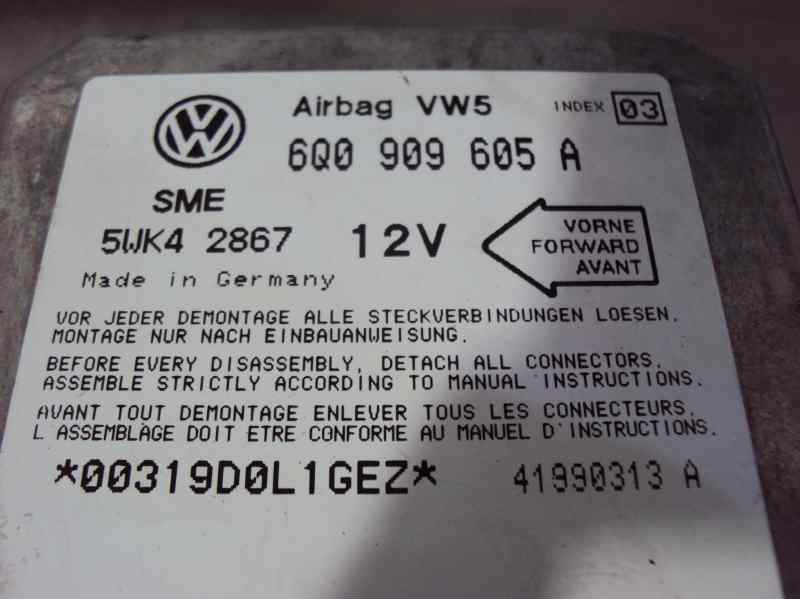 Airbag VW5 INDEX 03
6Q0 909 605 A
SME
5WK4 2867 12V
Made in Germany
VORNE
FORWARD
AVANT
VOR JEDER DEMONTAGE ALLE STECKVERBINDUNGEN LOESEN.
MONTAGE NUR NACH EINBAUANWEISUNG.
BEFORE EVERY DISASSEMBLY, DETACH ALL CONNECTORS.
ASSEMBLE STRICTLY ACCORDING TO MANUAL INSTRUCTIONS.
AVANT TOUT DEMONTAGE ENLEVER TOUS LES CONNECTEURS.
L ASSEMBLAGE DOIT ETRE CONFORME AU MANUEL D'INSTRUCTIONS.
*00319D0L1GEZ* 41990313 A